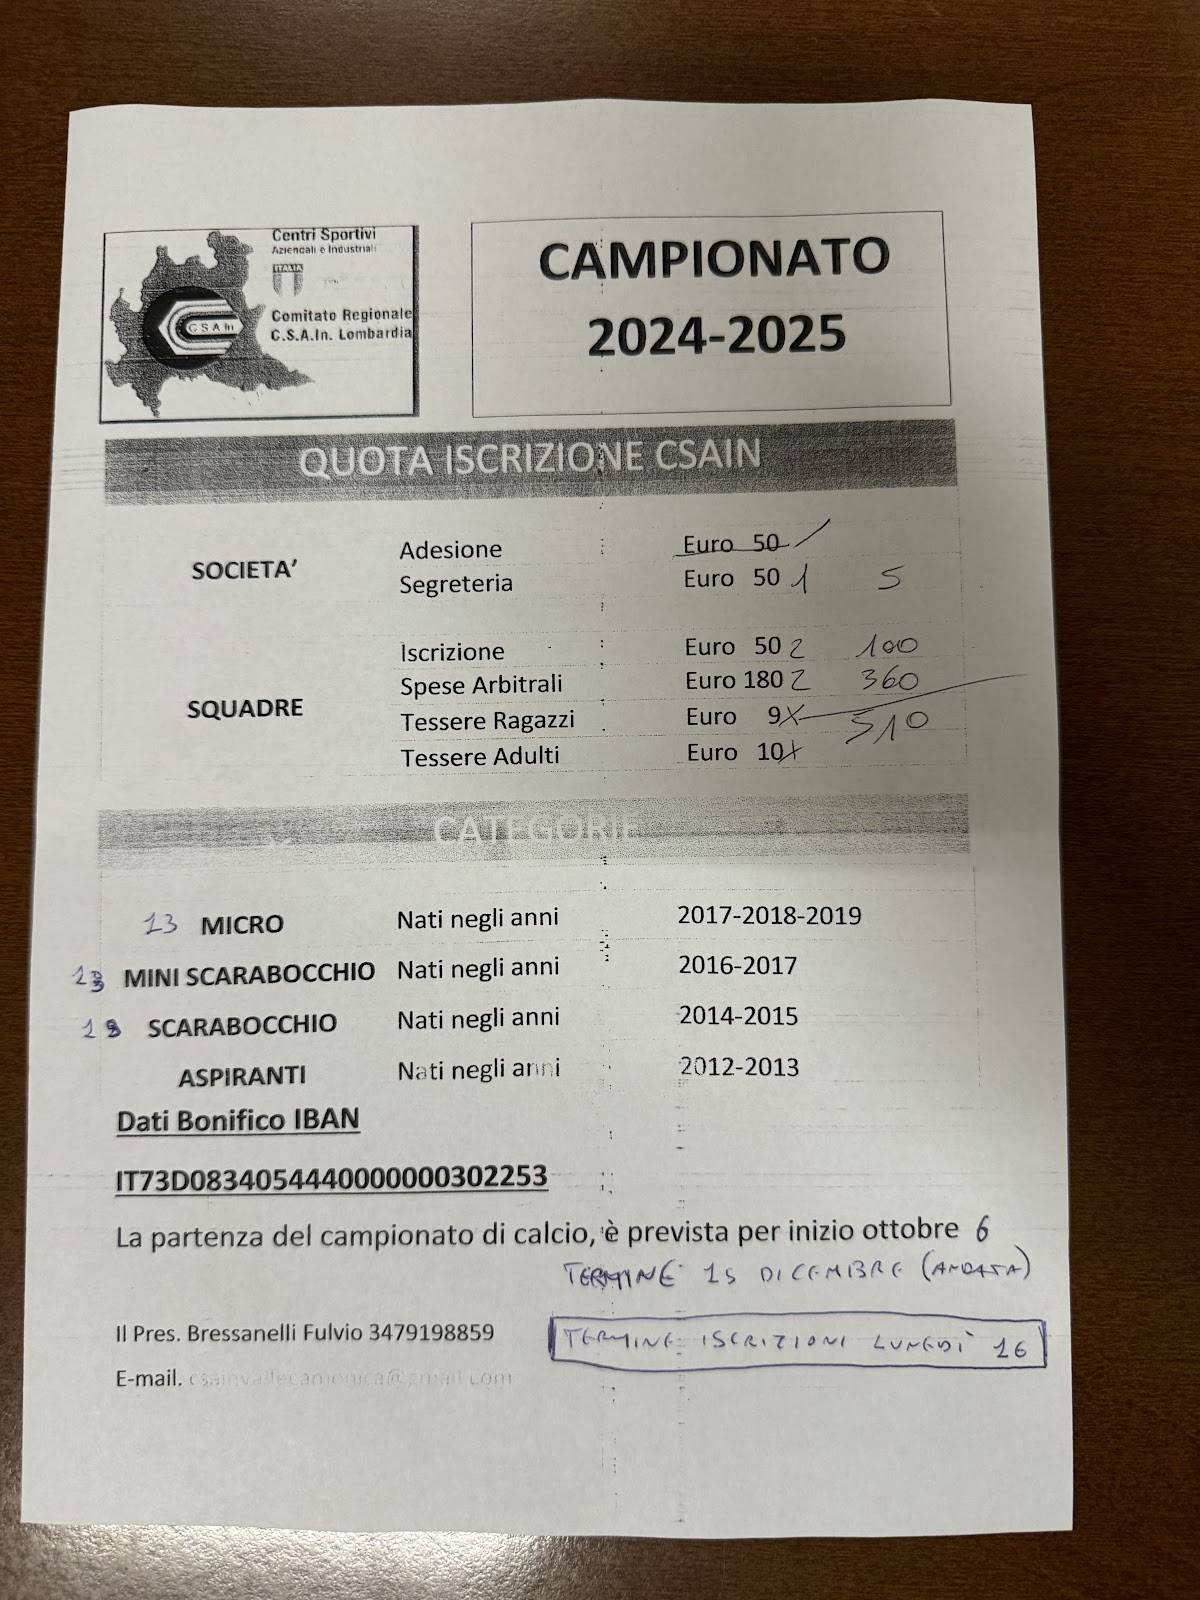 Centri Sportivi
Aziendali e Industriali
ITALIA
CSAIn
Comitato Regionale
C.S.A.In. Lombardia
CAMPIONATO
2024-2025
QUOTA ISCRIZIONE CSAIN
SOCIETA'
Adesione : Euro 50
Segreteria : Euro 50 1 5
SQUADRE
Iscrizione : Euro 50 2 100
Spese Arbitrali : Euro 180 2 360
Tessere Ragazzi : Euro 9 X 510
Tessere Adulti Euro 10 X
CATEGORIE
13 MICRO Nati negli anni 2017-2018-2019
MINI SCARABOCCHIO Nati negli anni 2016-2017
SCARABOCCHIO Nati negli anni 2014-2015
ASPIRANTI Nati negli anni 2012-2013
Dati Bonifico IBAN
IT73D0834054440000000302253
La partenza del campionato di calcio, è prevista per inizio ottobre 6
TERMINE 15 DICEMBRE (ANDATA)
Il Pres. Bressanelli Fulvio 3479198859
TERMINE ISCRIZIONI LUNEDÌ 16
E-mail. csainvallecamonica@gmail.com